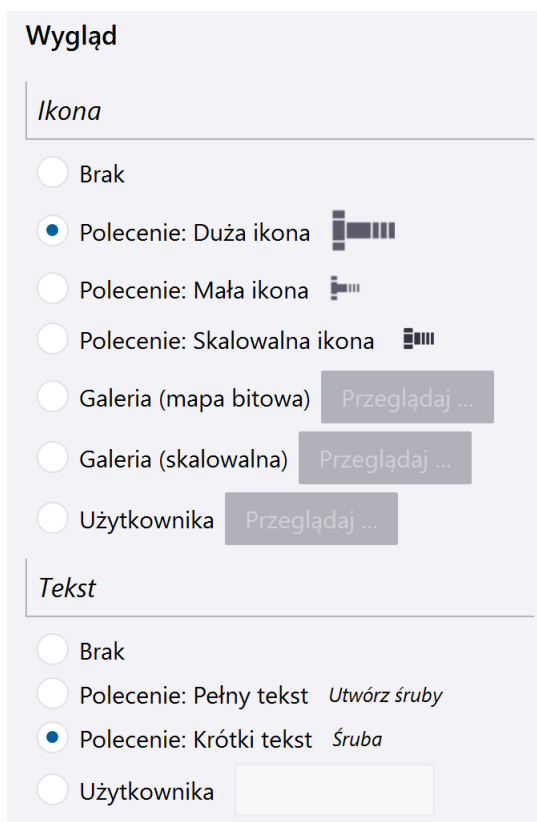 Wygląd
Ikona
Brak
Polecenie: Duża ikona
Polecenie: Mała ikona
Polecenie: Skalowalna ikona
Galeria (mapa bitowa) Przeglądaj ...
Galeria (skalowalna) Przeglądaj ...
Użytkownika Przeglądaj ...
Tekst
Brak
Polecenie: Pełny tekst Utwórz śruby
Polecenie: Krótki tekst Śruba
Użytkownika